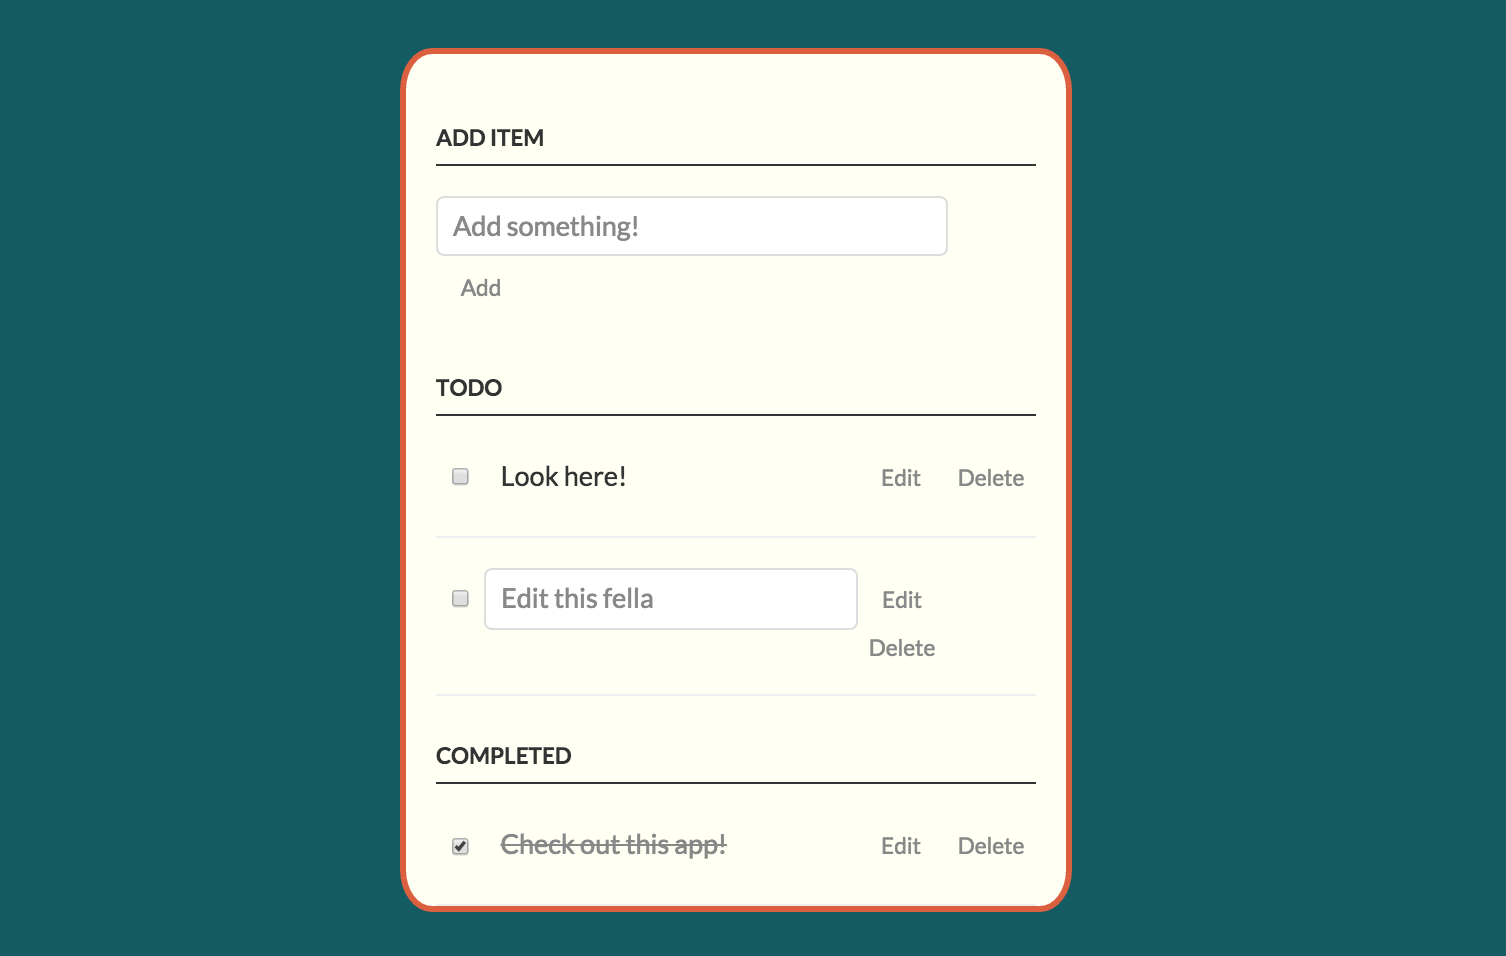 ADD ITEM
Add something!
Add
TODO
Look here! Edit Delete
Edit this fella Edit
Delete
COMPLETED
Check out this app! Edit Delete